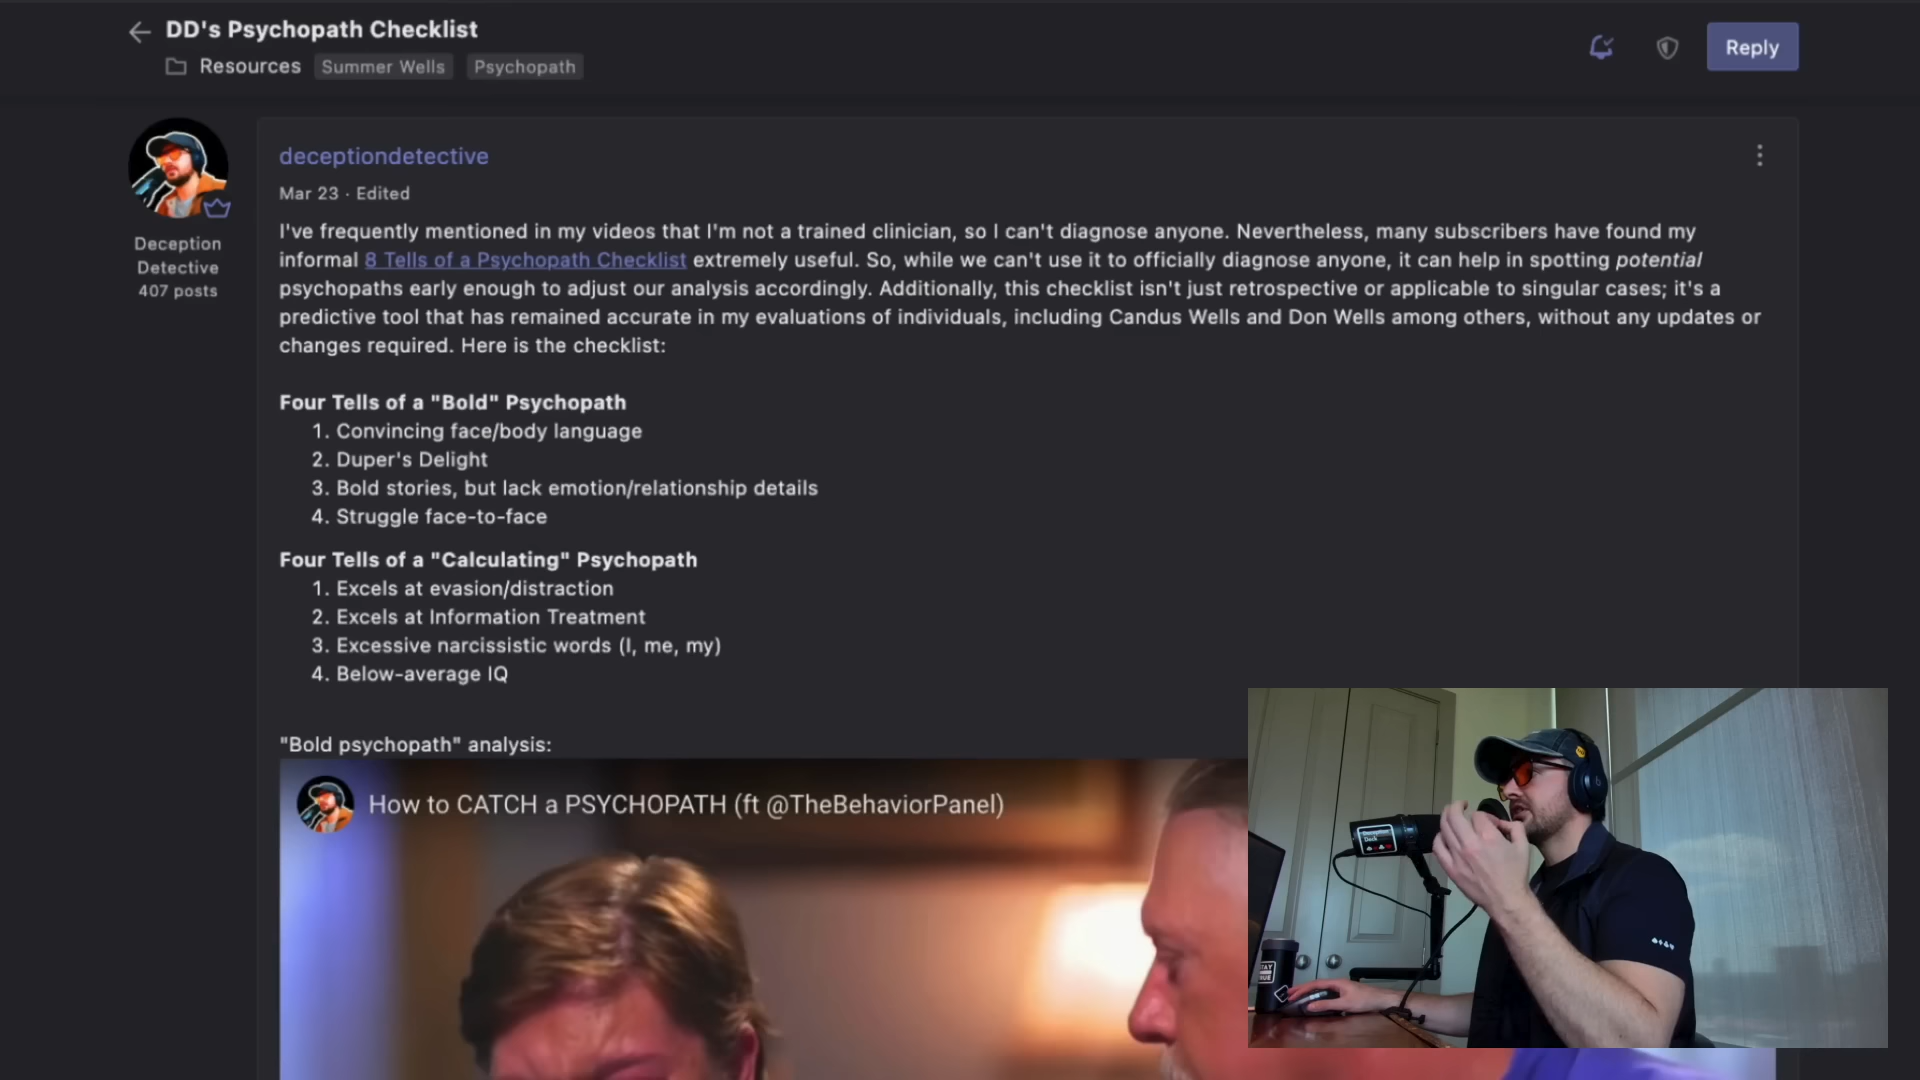 DD's Psychopath Checklist
Resources Summer Wells Psychopath
Reply
Deception
Detective
407 posts
deceptiondetective
Mar 23 · Edited
I've frequently mentioned in my videos that I'm not a trained clinician, so I can't diagnose anyone. Nevertheless, many subscribers have found my
informal 8 Tells of a Psychopath Checklist extremely useful. So, while we can't use it to officially diagnose anyone, it can help in spotting potential
psychopaths early enough to adjust our analysis accordingly. Additionally, this checklist isn't just retrospective or applicable to singular cases; it's a
predictive tool that has remained accurate in my evaluations of individuals, including Candus Wells and Don Wells among others, without any updates or
changes required. Here is the checklist:
Four Tells of a "Bold" Psychopath
1. Convincing face/body language
2. Duper's Delight
3. Bold stories, but lack emotion/relationship details
4. Struggle face-to-face
Four Tells of a "Calculating" Psychopath
1. Excels at evasion/distraction
2. Excels at Information Treatment
3. Excessive narcissistic words (I, me, my)
4. Below-average IQ
"Bold psychopath" analysis:
How to CATCH a PSYCHOPATH (ft @TheBehaviorPanel)
Deception
Deck